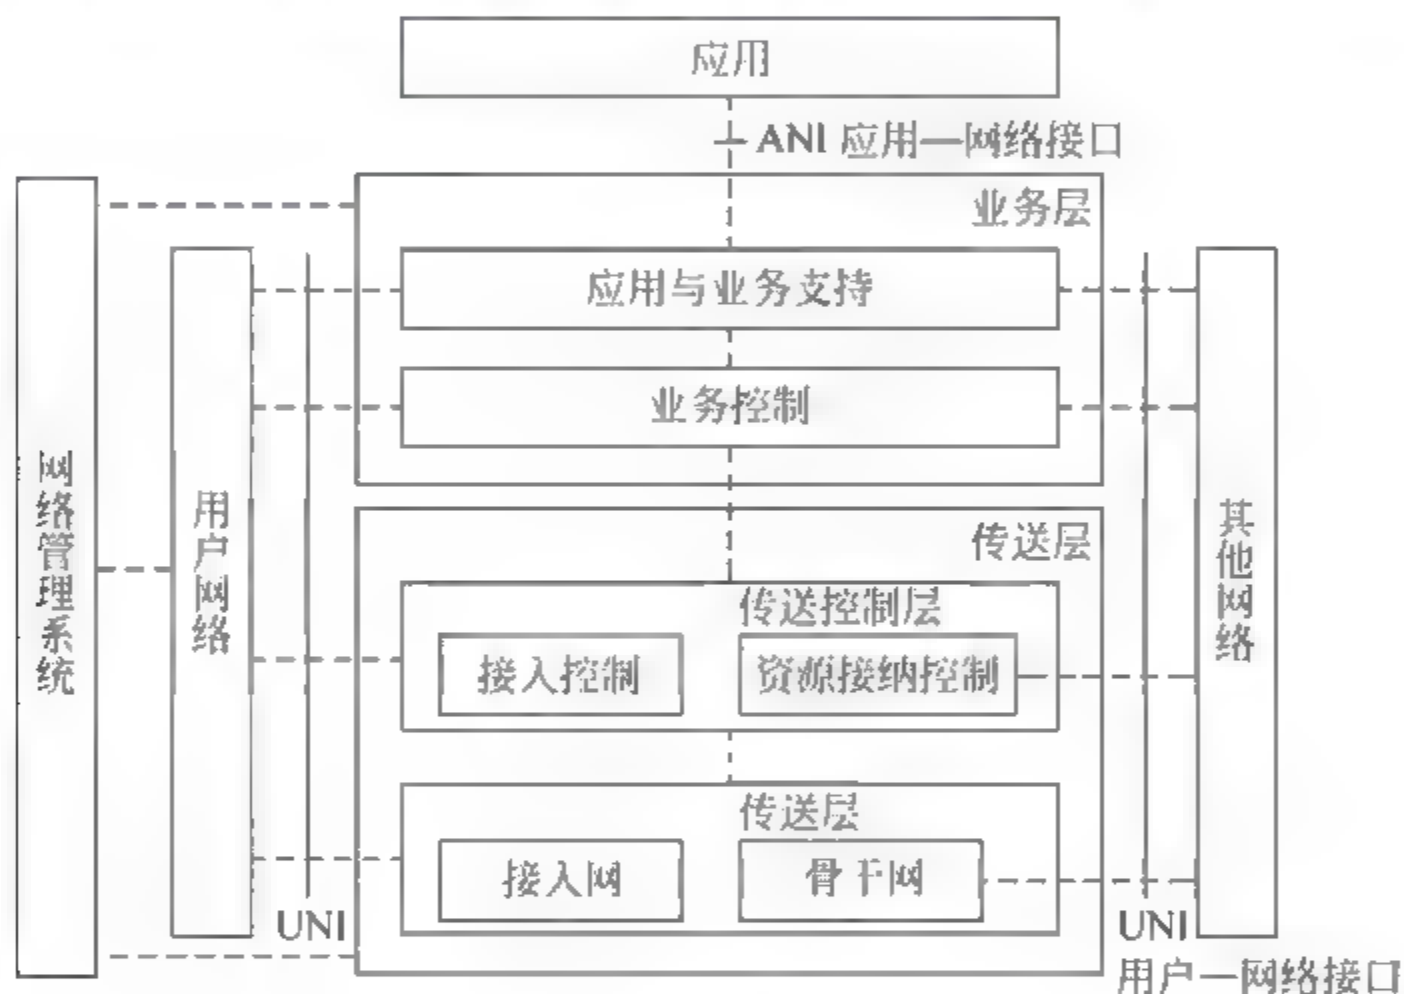 应用
ANI 应用—网络接口
业务层
应用与业务支持
业务控制
网络管理系统
用户网络
其他网络
传送层
传送控制层
接入控制
资源接纳控制
传送层
接入网
骨干网
UNI
UNI
用户—网络接口